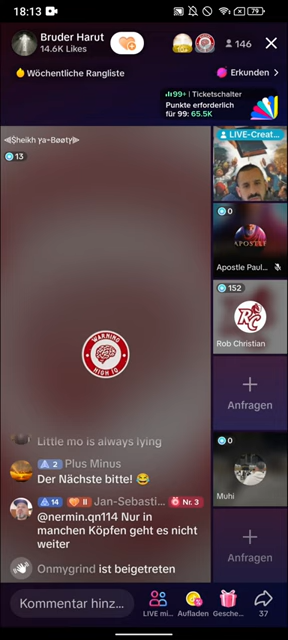 18:13
79
Bruder Harut
14.6K Likes
146
Wöchentliche Rangliste
Erkunden >
99+ | Ticketschalter
Punkte erforderlich
für 99: 65.5K
LIVE-Creat...
13
0
APOSTLE
Apostle Paul...
152
RC
Rob Christian
WARNING
HIGH IQ
+
Anfragen
Little mo is always lying
0
Muhi
2 Plus Minus
Der Nächste bitte! 😂
14 II Jan-Sebasti... Nr. 3
@nermin.qn114 Nur in
manchen Köpfen geht es nicht
weiter
+
Anfragen
Onmygrind ist beigetreten
Kommentar hinz...
LIVE mi...
Aufladen
Gesche...
37